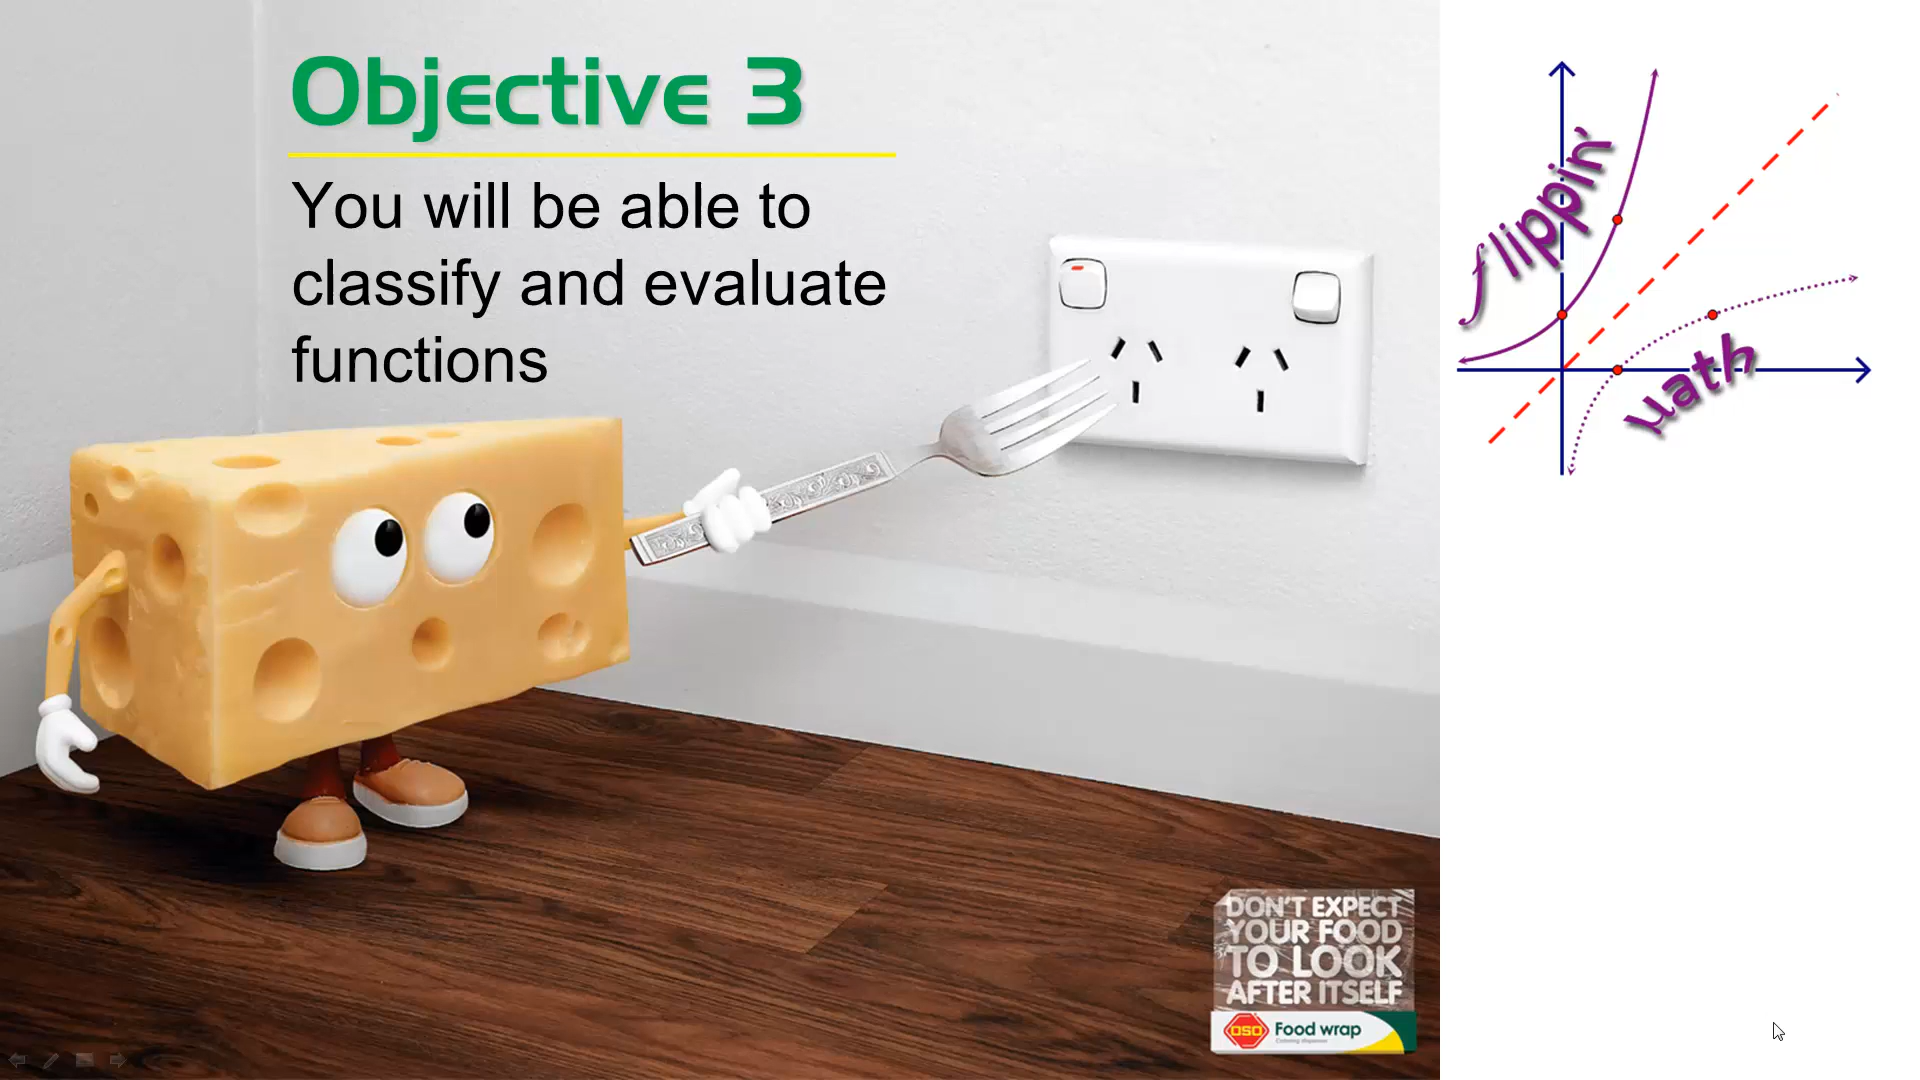 Objective 3
You will be able to
classify and evaluate
functions
flippin'
math
DON'T EXPECT
YOUR FOOD
TO LOOK
AFTER ITSELF
OSO Food wrap